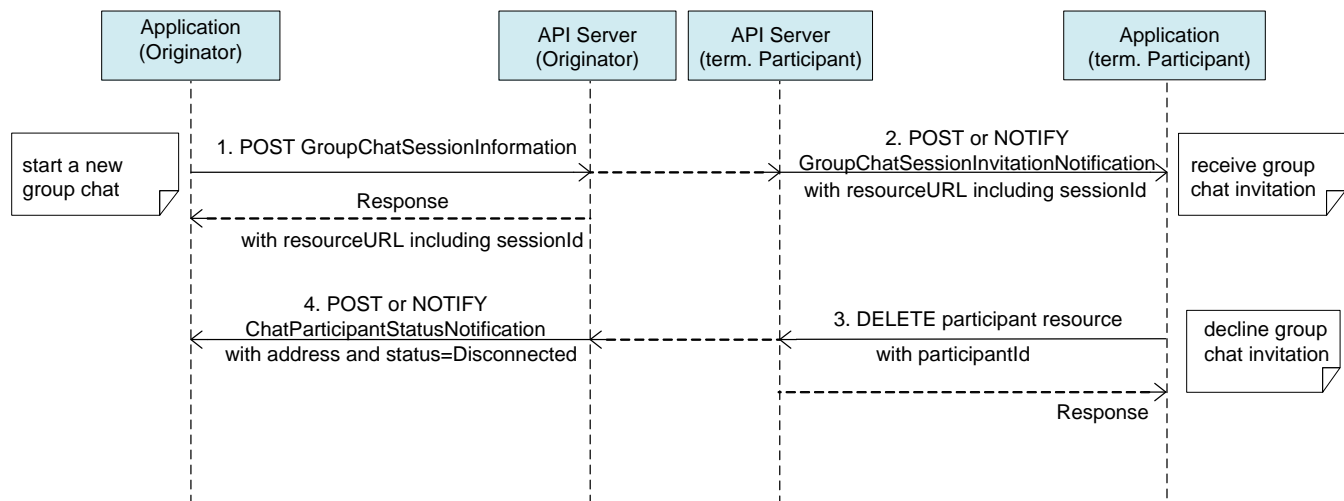 Application
(Originator)
API Server
(Originator)
API Server
(term. Participant)
Application
(term. Participant)
start a new
group chat
1. POST GroupChatSessionInformation
2. POST or NOTIFY
GroupChatSessionInvitationNotification
with resourceURL including sessionId
receive group
chat invitation
Response
with resourceURL including sessionId
4. POST or NOTIFY
ChatParticipantStatusNotification
with address and status=Disconnected
3. DELETE participant resource
with participantId
decline group
chat invitation
Response